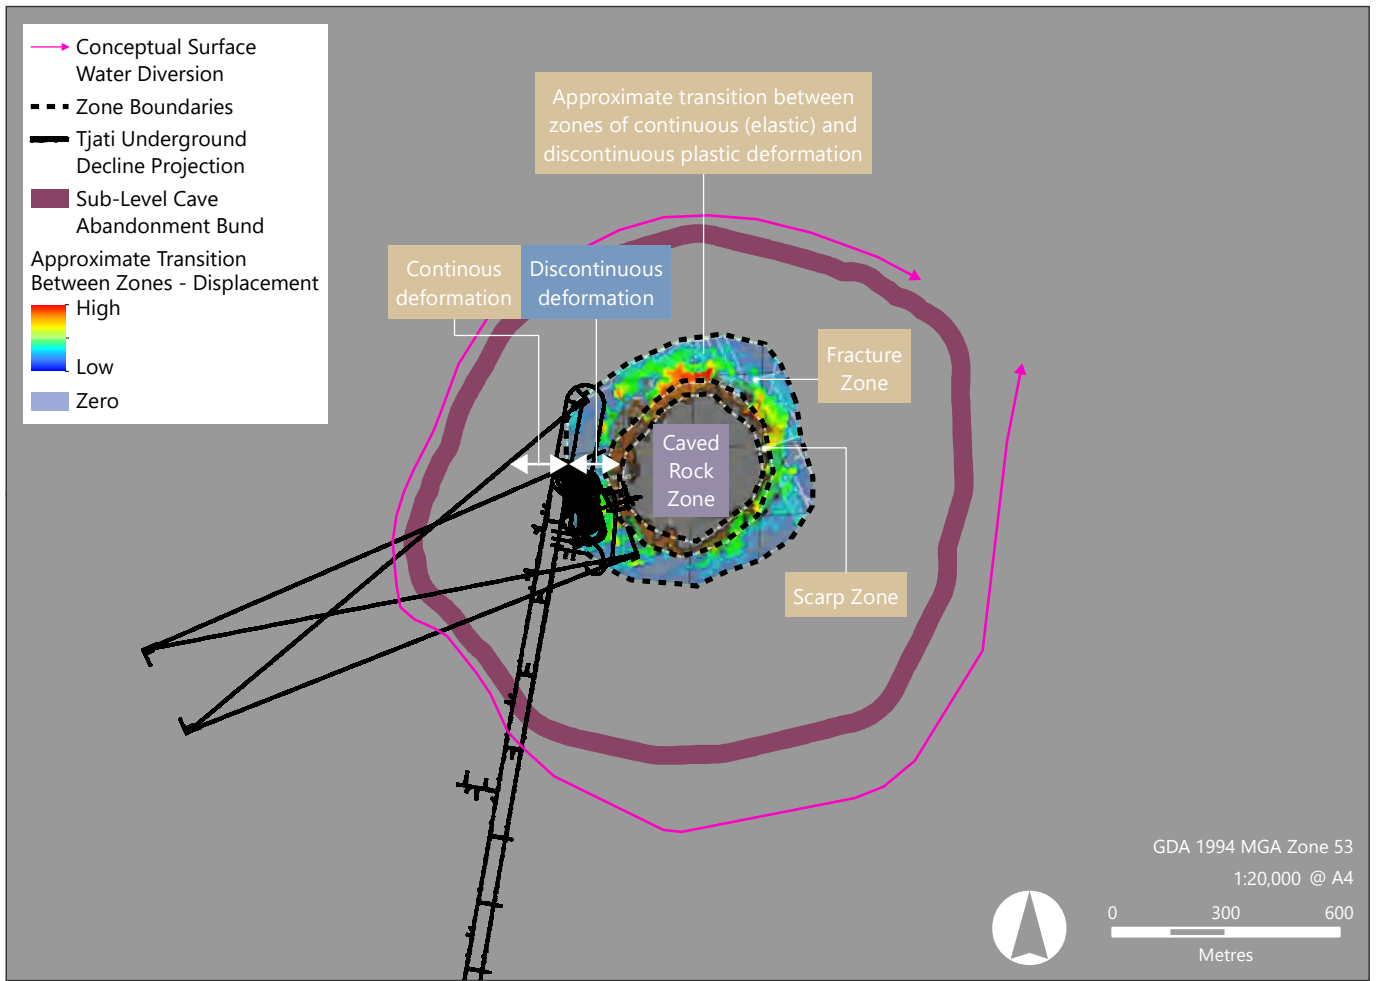 Conceptual Surface
Water Diversion
Zone Boundaries
Tjati Underground
Decline Projection
Sub-Level Cave
Abandonment Bund
Approximate Transition
Between Zones - Displacement
High
Low
Zero
Approximate transition between
zones of continuous (elastic) and
discontinuous plastic deformation
Continous
deformation
Discontinuous
deformation
Fracture
Zone
Caved
Rock
Zone
Scarp Zone
GDA 1994 MGA Zone 53
1:20,000 @ A4
0 300 600
Metres